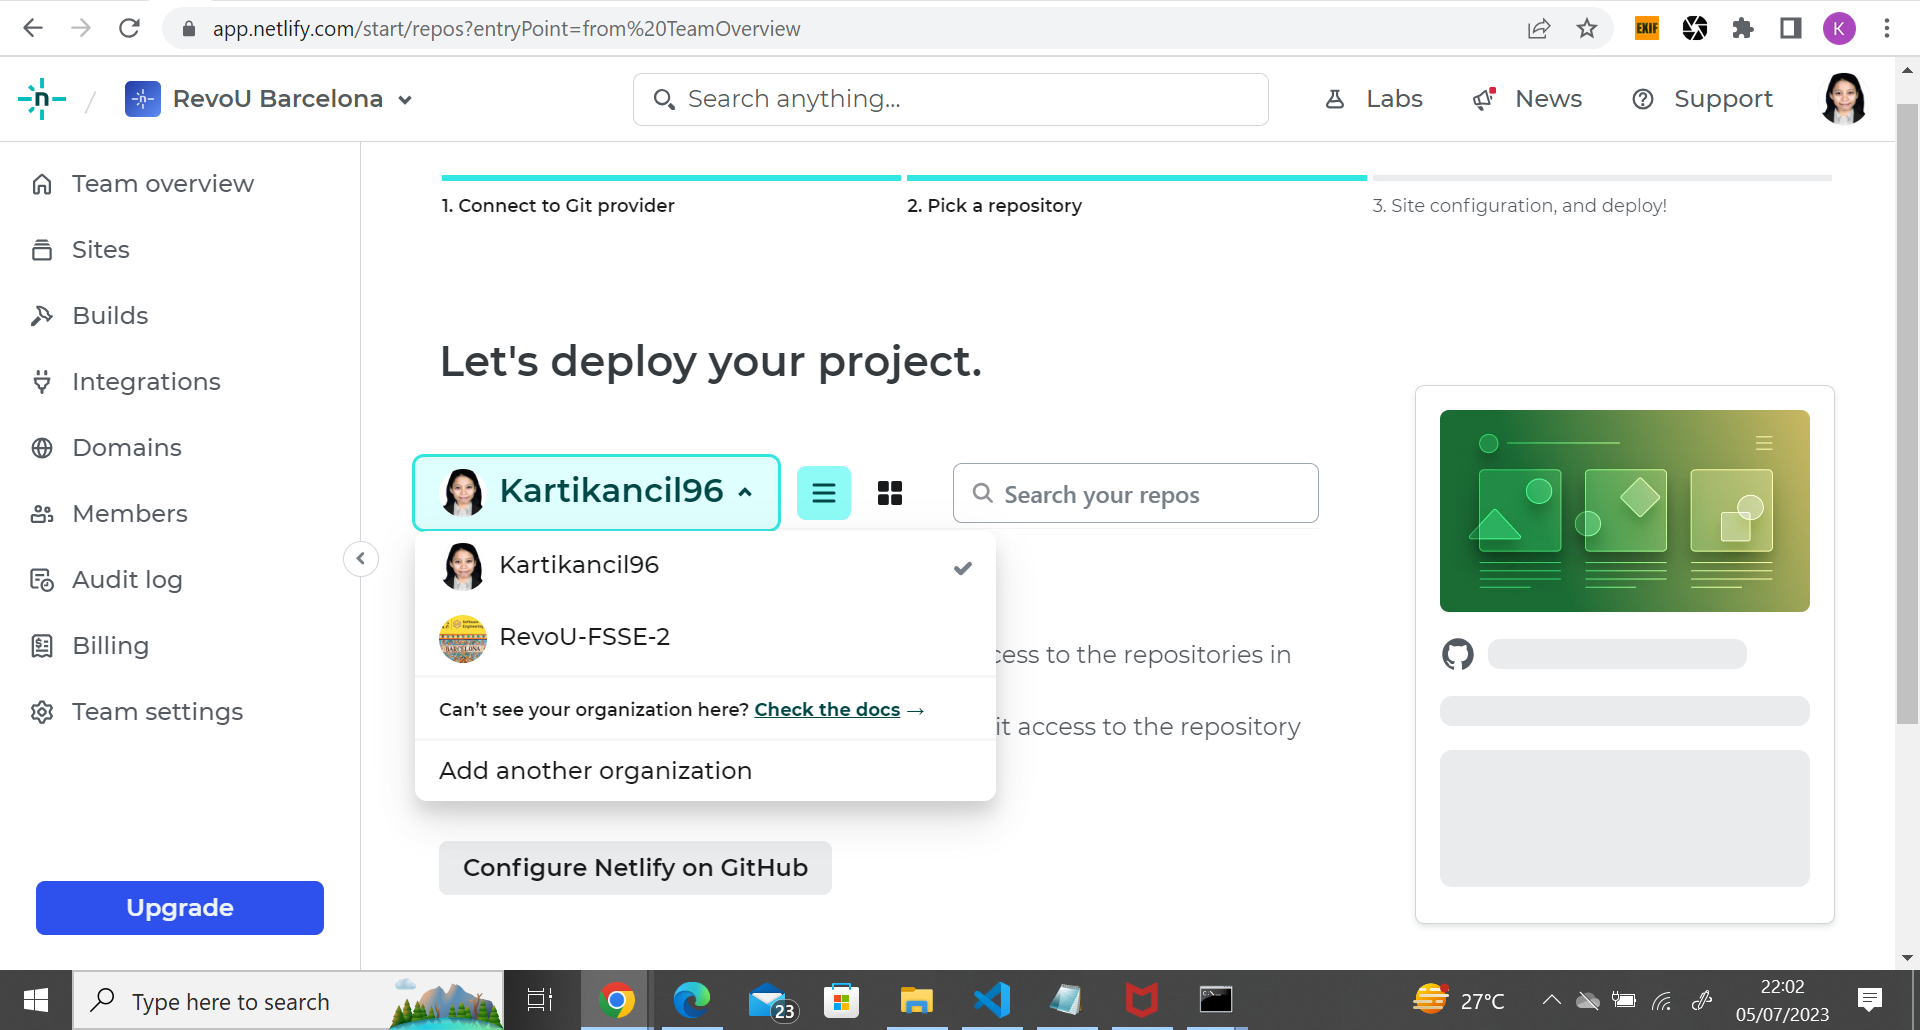 app.netlify.com/start/repos?entryPoint=from%20TeamOverview
EXIF
K
n
RevoU Barcelona
Search anything...
Labs
News
Support
Team overview
Sites
Builds
Integrations
Domains
Members
Audit log
Billing
Team settings
Upgrade
1. Connect to Git provider
2. Pick a repository
3. Site configuration, and deploy!
Let's deploy your project.
Kartikancil96
Search your repos
Kartikancil96
RevoU-FSSE-2
cess to the repositories in
Can't see your organization here? Check the docs →
it access to the repository
Add another organization
Configure Netlify on GitHub
Type here to search
23
27°C
22:02
05/07/2023